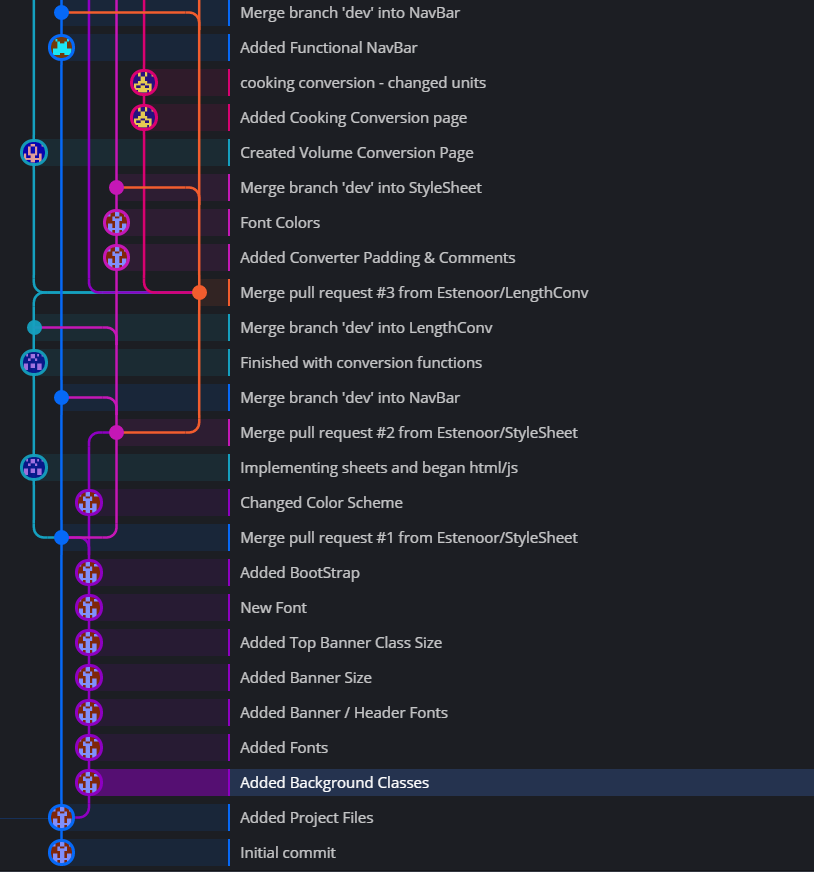 Merge branch 'dev' into NavBar
Added Functional NavBar
cooking conversion - changed units
Added Cooking Conversion page
Created Volume Conversion Page
Merge branch 'dev' into StyleSheet
Font Colors
Added Converter Padding & Comments
Merge pull request #3 from Estenoor/LengthConv
Merge branch 'dev' into LengthConv
Finished with conversion functions
Merge branch 'dev' into NavBar
Merge pull request #2 from Estenoor/StyleSheet
Implementing sheets and began html/js
Changed Color Scheme
Merge pull request #1 from Estenoor/StyleSheet
Added BootStrap
New Font
Added Top Banner Class Size
Added Banner Size
Added Banner / Header Fonts
Added Fonts
Added Background Classes
Added Project Files
Initial commit